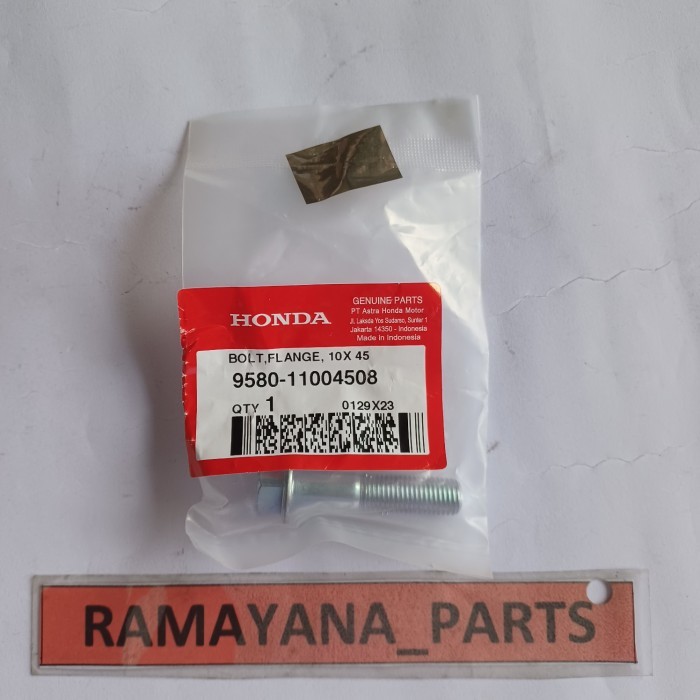 HONDA
GENUINE PARTS
PT Astra Honda Motor
Jl. Laksda Yos Sudarso, Sunter 1
Jakarta 14350 - Indonesia
Made in Indonesia
BOLT,FLANGE, 10X 45
9580-11004508
QTY 1 0129X23
RAMAYANA_PARTS